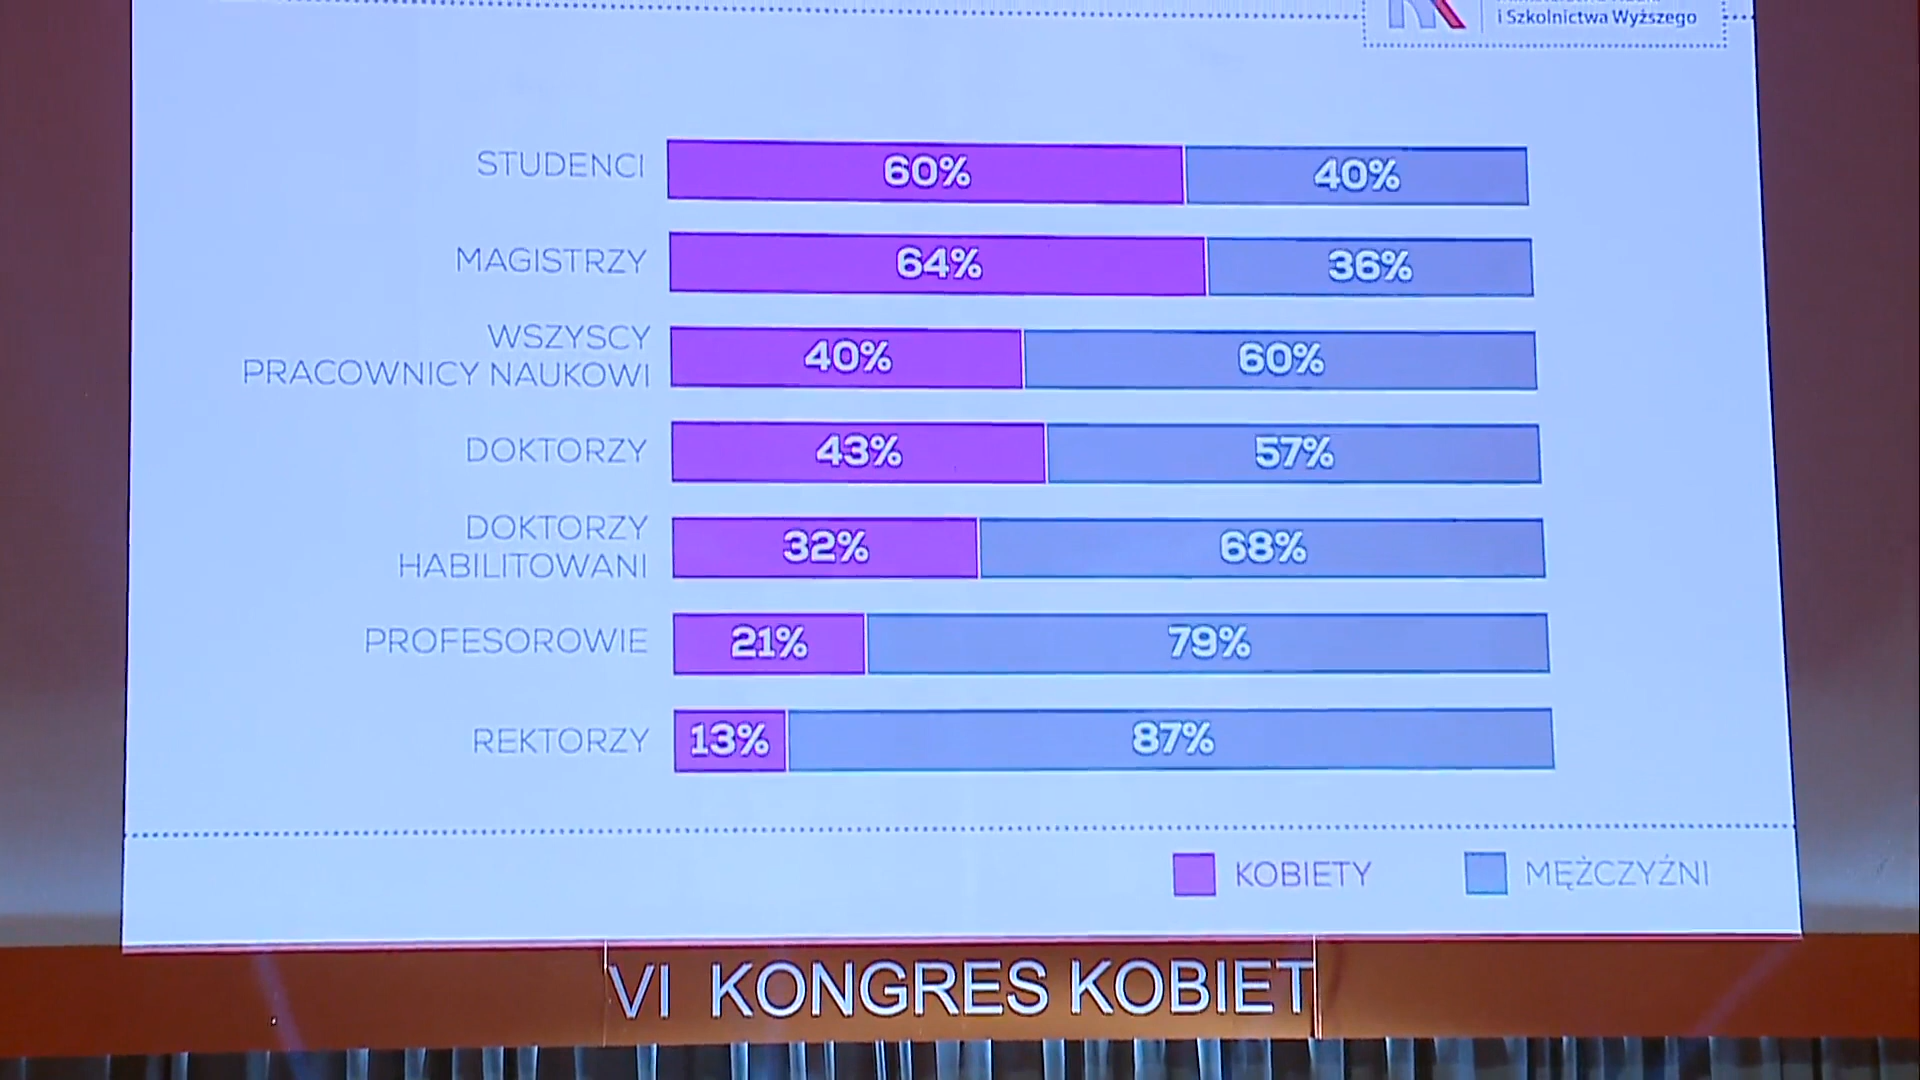 i Szkolnictwa Wyższego
STUDENCI 60% 40%
MAGISTRZY 64% 36%
WSZYSCY
PRACOWNICY NAUKOWI 40% 60%
DOKTORZY 43% 57%
DOKTORZY
HABILITOWANI 32% 68%
PROFESOROWIE 21% 79%
REKTORZY 13% 87%
KOBIETY MĘŻCZYŹNI
VI KONGRES KOBIET